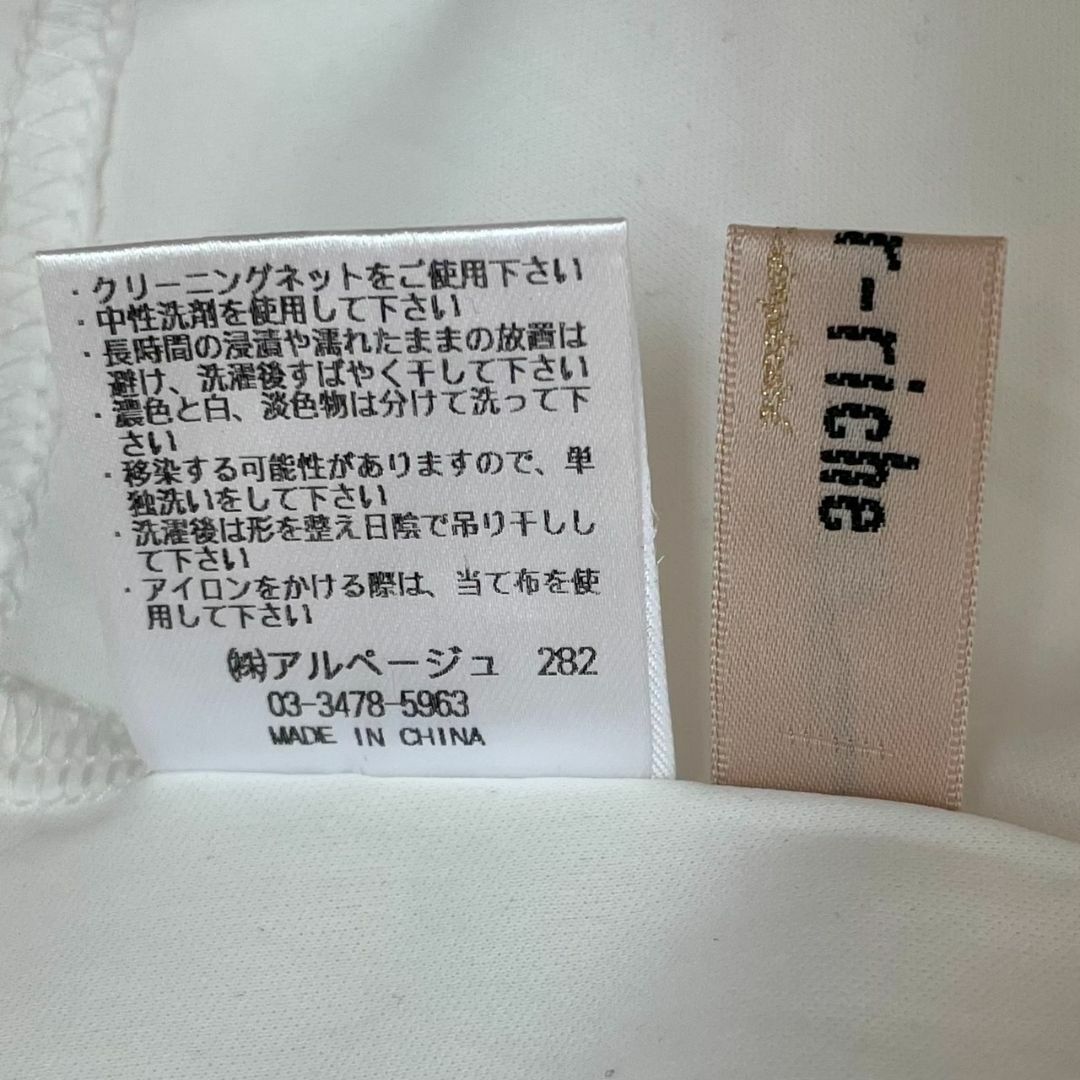 ・クリーニングネットをご使用下さい
・中性洗剤を使用して下さい
・長時間の浸漬や濡れたままの放置は
避け、洗濯後すばやく干して下さい
・濃色と白、淡色物は分けて洗って下
さい
・移染する可能性がありますので、単
独洗いをして下さい
・洗濯後は形を整え日陰で吊り干しし
て下さい
・アイロンをかける際は、当て布を使
用して下さい
㈱アルページュ 282
03-3478-5963
MADE IN CHINA
r-riche